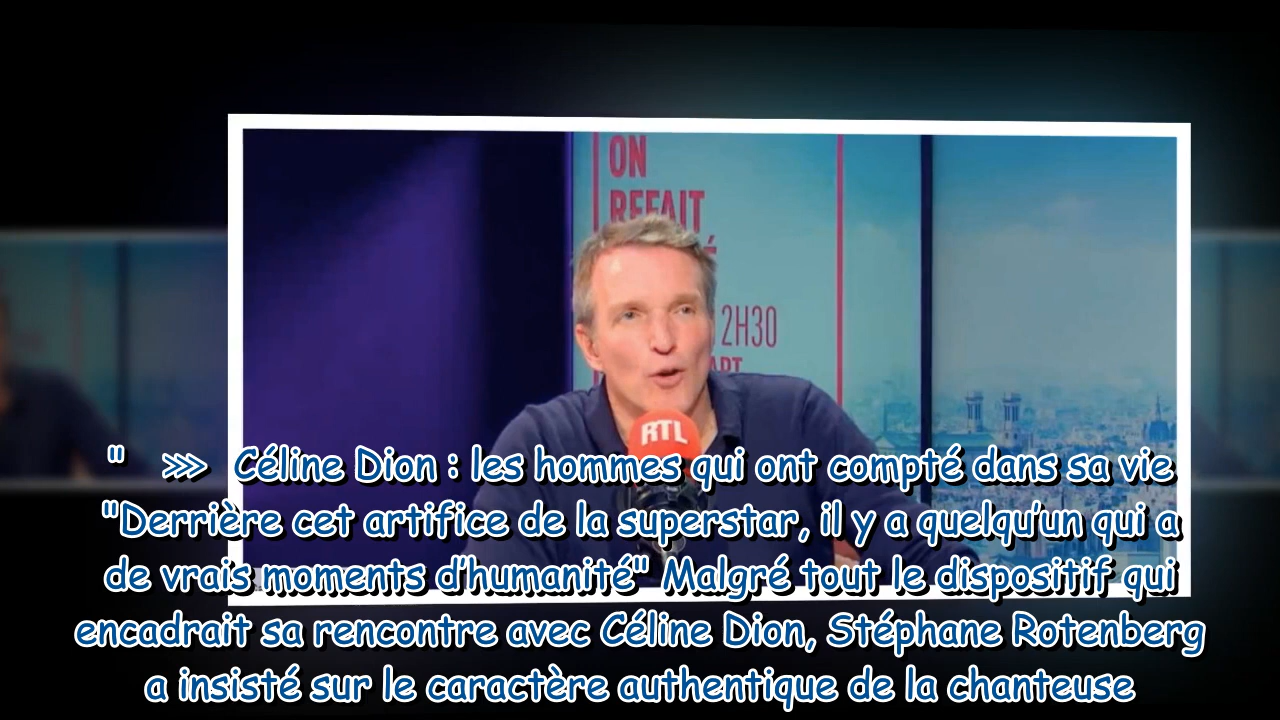 ON
REFAIT
É
2H30
RTL
" >>> Céline Dion : les hommes qui ont compté dans sa vie
"Derrière cet artifice de la superstar, il y a quelqu'un qui a
de vrais moments d'humanité" Malgré tout le dispositif qui
encadrait sa rencontre avec Céline Dion, Stéphane Rotenberg
a insisté sur le caractère authentique de la chanteuse